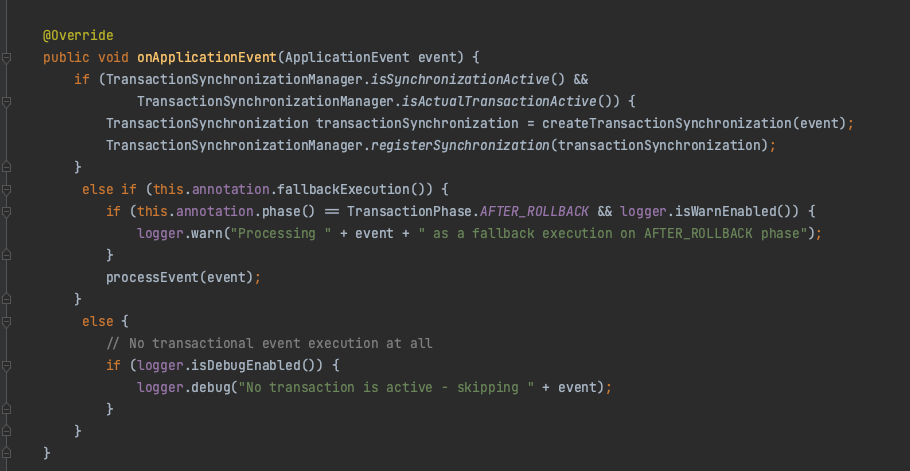 @Override
public void onApplicationEvent(ApplicationEvent event) {
    if (TransactionSynchronizationManager.isSynchronizationActive() &&
            TransactionSynchronizationManager.isActualTransactionActive()) {
        TransactionSynchronization transactionSynchronization = createTransactionSynchronization(event);
        TransactionSynchronizationManager.registerSynchronization(transactionSynchronization);
    }
     else if (this.annotation.fallbackExecution()) {
        if (this.annotation.phase() == TransactionPhase.AFTER_ROLLBACK && logger.isWarnEnabled()) {
            logger.warn("Processing " + event + " as a fallback execution on AFTER_ROLLBACK phase");
        }
        processEvent(event);
    }
     else {
        // No transactional event execution at all
        if (logger.isDebugEnabled()) {
            logger.debug("No transaction is active - skipping " + event);
        }
    }
}